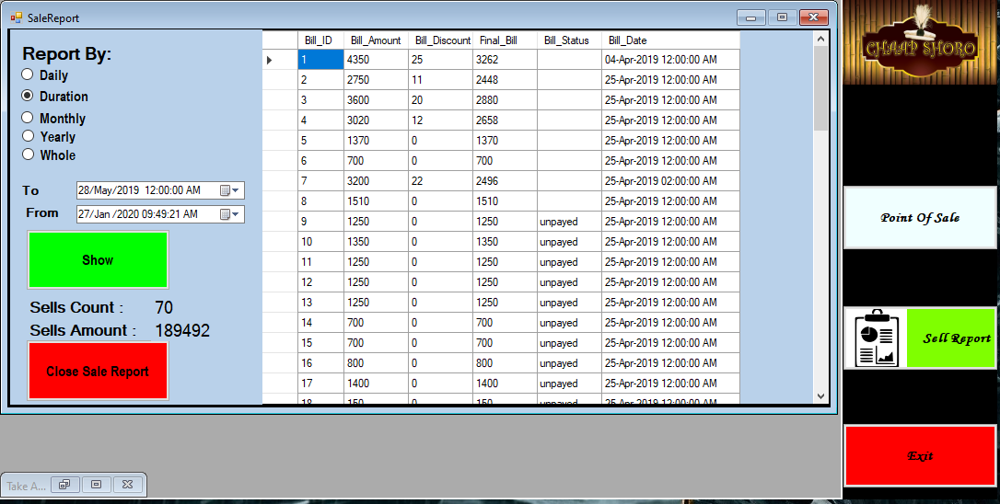 SaleReport
CHAAP SHORO
Report By:
Daily
Duration
Monthly
Yearly
Whole
To 28/May/2019 12:00:00 AM
From 27/Jan /2020 09:49:21 AM
Show
Sells Count : 70
Sells Amount : 189492
Close Sale Report
Bill_ID Bill_Amount Bill_Discount Final_Bill Bill_Status Bill_Date
1 4350 25 3262 04-Apr-2019 12:00:00 AM
2 2750 11 2448 25-Apr-2019 12:00:00 AM
3 3600 20 2880 25-Apr-2019 12:00:00 AM
4 3020 12 2658 25-Apr-2019 12:00:00 AM
5 1370 0 1370 25-Apr-2019 12:00:00 AM
6 700 0 700 25-Apr-2019 12:00:00 AM
7 3200 22 2496 25-Apr-2019 02:00:00 AM
8 1510 0 1510 25-Apr-2019 12:00:00 AM
9 1250 0 1250 unpayed 25-Apr-2019 12:00:00 AM
10 1350 0 1350 unpayed 25-Apr-2019 12:00:00 AM
11 1250 0 1250 unpayed 25-Apr-2019 12:00:00 AM
12 1250 0 1250 unpayed 25-Apr-2019 12:00:00 AM
13 1250 0 1250 unpayed 25-Apr-2019 12:00:00 AM
14 700 0 700 unpayed 25-Apr-2019 12:00:00 AM
15 700 0 700 unpayed 25-Apr-2019 12:00:00 AM
16 800 0 800 unpayed 25-Apr-2019 12:00:00 AM
17 1400 0 1400 unpayed 25-Apr-2019 12:00:00 AM
18 150 0 150 unpayed 25-Apr-2019 12:00:00 AM
Point Of Sale
Sell Report
Exit
Take A...